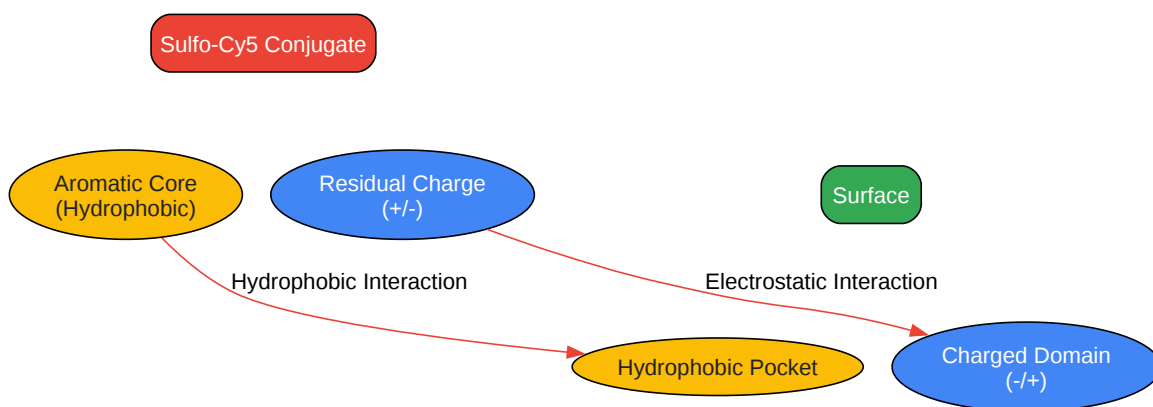 Sulfo-Cy5 Conjugate
Aromatic Core
(Hydrophobic)
Residual Charge
(+/-)
Surface
Hydrophobic Interaction
Electrostatic Interaction
Hydrophobic Pocket
Charged Domain
(-/+)